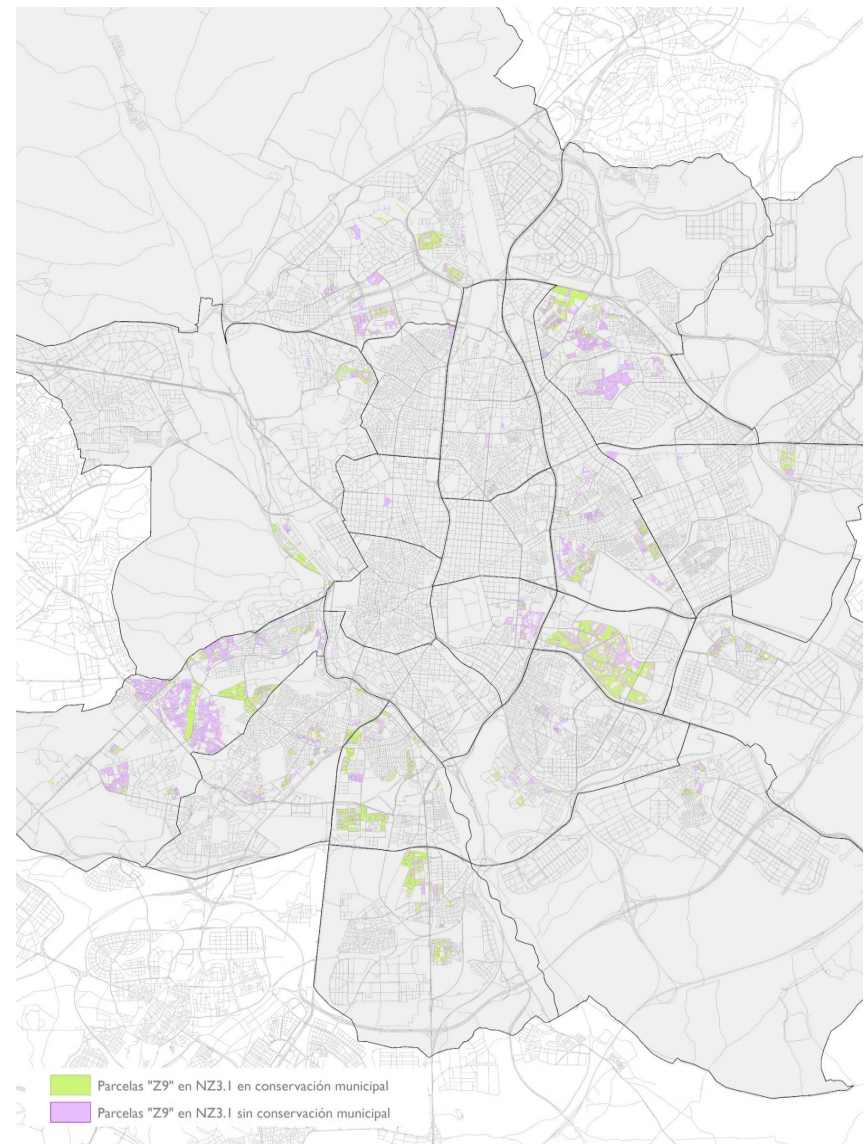 Parcelas "Z9" en NZ3.1 en conservación municipal
Parcelas "Z9" en NZ3.1 sin conservación municipal